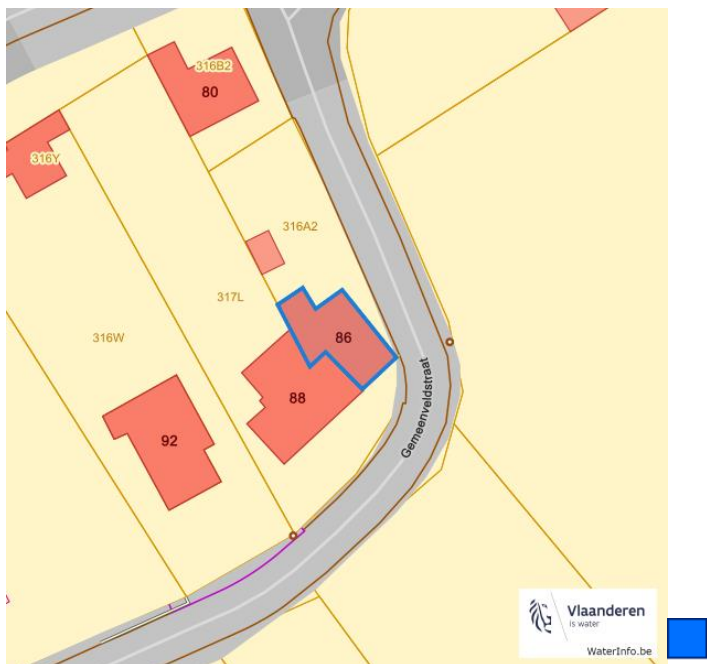 316B2
80
316Y
316A2
317L
316W
86
88
92
Gemeenveldstraat
Vlaanderen
is water
WaterInfo.be